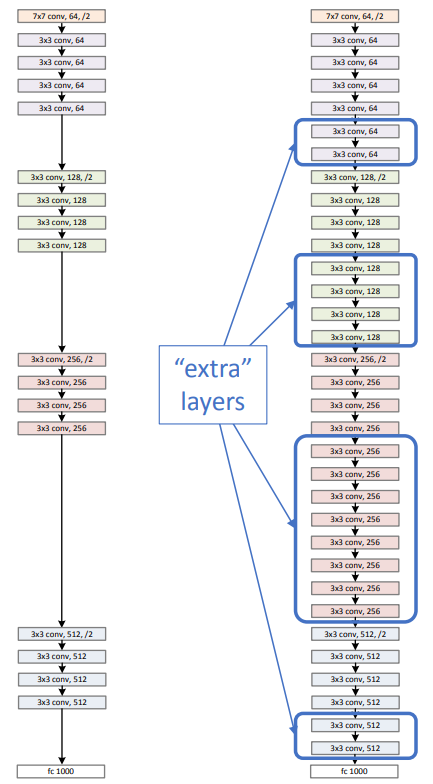 7x7 conv, 64, /2
3x3 conv, 64
3x3 conv, 64
3x3 conv, 64
3x3 conv, 64
3x3 conv, 128, /2
3x3 conv, 128
3x3 conv, 128
3x3 conv, 128
3x3 conv, 256, /2
3x3 conv, 256
3x3 conv, 256
3x3 conv, 256
3x3 conv, 512, /2
3x3 conv, 512
3x3 conv, 512
3x3 conv, 512
fc 1000
“extra”
layers
7x7 conv, 64, /2
3x3 conv, 64
3x3 conv, 64
3x3 conv, 64
3x3 conv, 64
3x3 conv, 64
3x3 conv, 64
3x3 conv, 128, /2
3x3 conv, 128
3x3 conv, 128
3x3 conv, 128
3x3 conv, 128
3x3 conv, 128
3x3 conv, 128
3x3 conv, 128
3x3 conv, 256, /2
3x3 conv, 256
3x3 conv, 256
3x3 conv, 256
3x3 conv, 256
3x3 conv, 256
3x3 conv, 256
3x3 conv, 256
3x3 conv, 256
3x3 conv, 256
3x3 conv, 256
3x3 conv, 256
3x3 conv, 512, /2
3x3 conv, 512
3x3 conv, 512
3x3 conv, 512
3x3 conv, 512
3x3 conv, 512
fc 1000